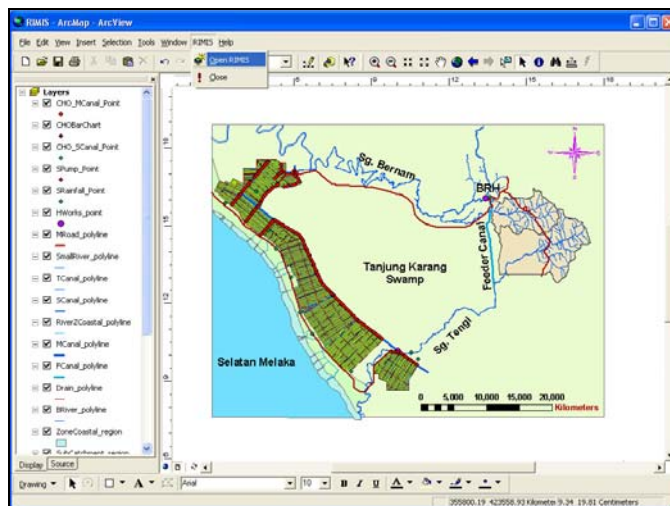 RIMIS - ArcMap - ArcView
File Edit View Insert Selection Tools Window RIMIS Help
Open RIMIS
Close
Layers
CHO_MCanal_Point
CHOBarChart
CHO_SCanal_Point
SPump_Point
SRainfall_Point
HWorks_point
MRoad_polyline
SmallRiver_polyline
TCanal_polyline
SCanal_polyline
River2Coastal_polyline
MCanal_polyline
FCanal_polyline
Drain_polyline
BRiver_polyline
ZoneCoastal_region
SubCatchment_region
Display Source
Sg. Bernam
BRH
Feeder Canal
Tanjung Karang
Swamp
Sg. Tengi
Selatan Melaka
0 5,000 10,000 15,000 20,000
Kilometers
Drawing
A
Arial
10
B I U A
355800.19 423558.93 Kilometer 9.34 19.81 Centimeters